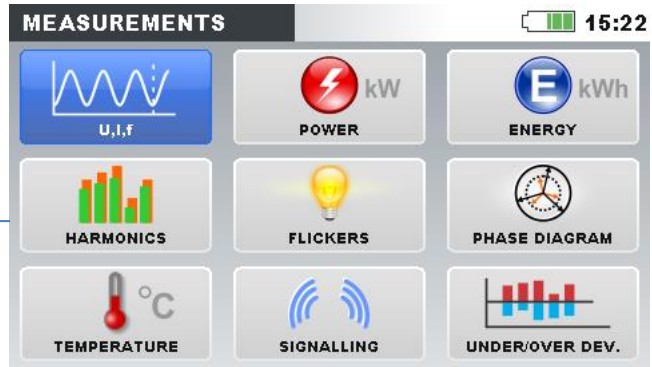 MEASUREMENTS 15:22
kW E kWh
U,I,f POWER ENERGY
HARMONICS FLICKERS PHASE DIAGRAM
°C
TEMPERATURE SIGNALLING UNDER/OVER DEV.